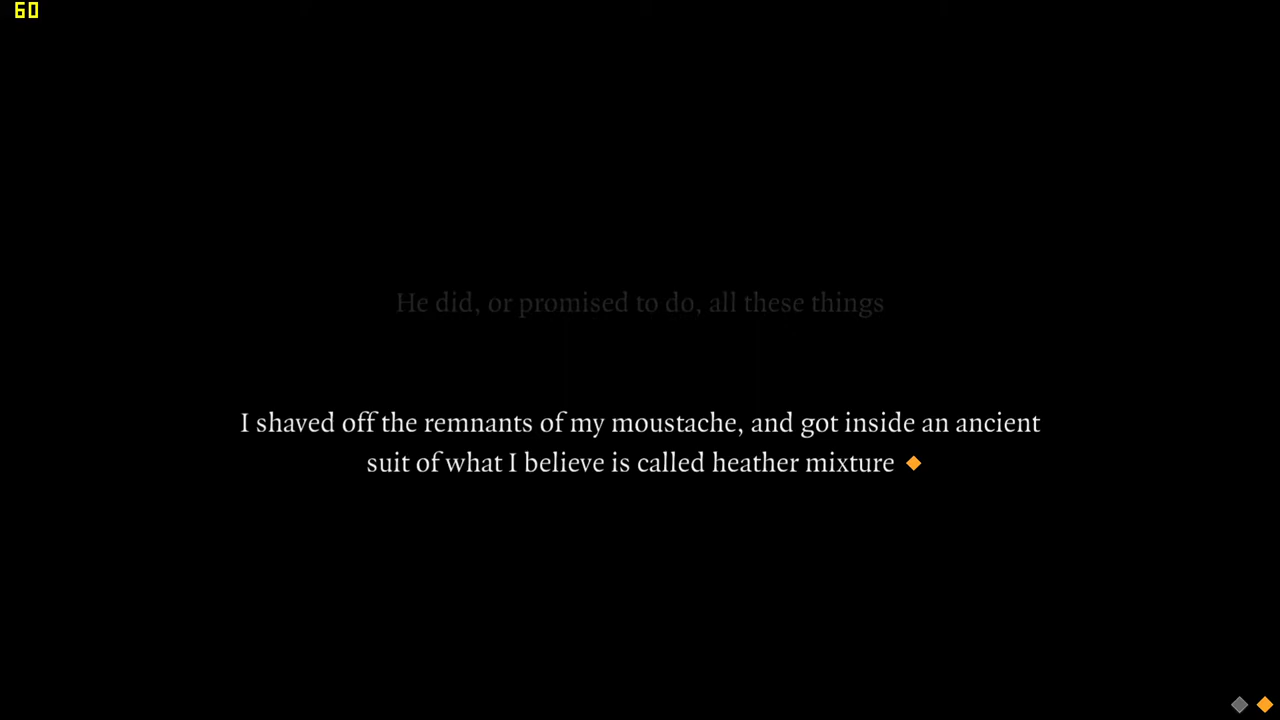 60
He did, or promised to do, all these things
I shaved off the remnants of my moustache, and got inside an ancient
suit of what I believe is called heather mixture